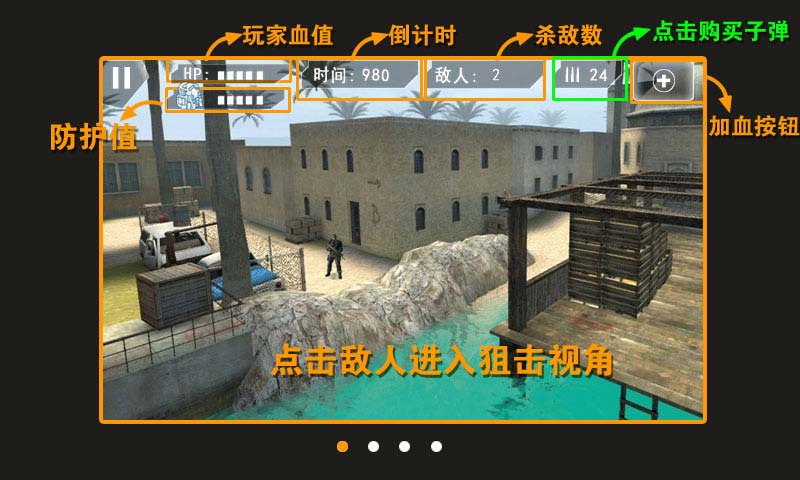 玩家血值
倒计时
杀敌数
点击购买子弹
HP:
时间:980
敌人: 2
24
防护值
加血按钮
点击敌人进入狙击视角